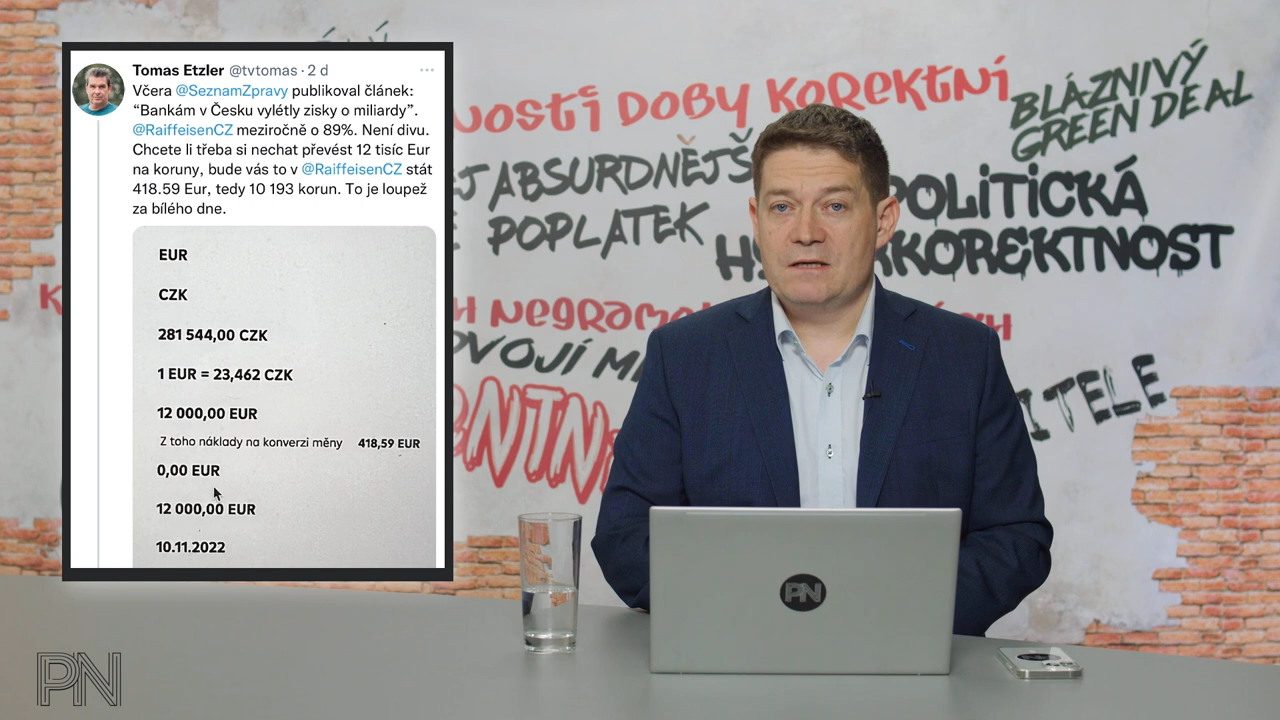 Tomas Etzler @tvtomas · 2 d
Včera @SeznamZpravy publikoval článek:
“Bankám v Česku vylétly zisky o miliardy”.
@RaiffeisenCZ meziročně o 89%. Není divu.
Chcete li třeba si nechat převést 12 tisíc Eur
na koruny, bude vás to v @RaiffeisenCZ stát
418.59 Eur, tedy 10 193 korun. To je loupež
za bílého dne.
EUR
CZK
281 544,00 CZK
1 EUR = 23,462 CZK
12 000,00 EUR
Z toho náklady na konverzi měny 418,59 EUR
0,00 EUR
12 000,00 EUR
10.11.2022
DOBY KOREKTNÍ
BLÁZNIVÝ
GREEN DEAL
POPLATEK
POLITICKÁ
PN
PN